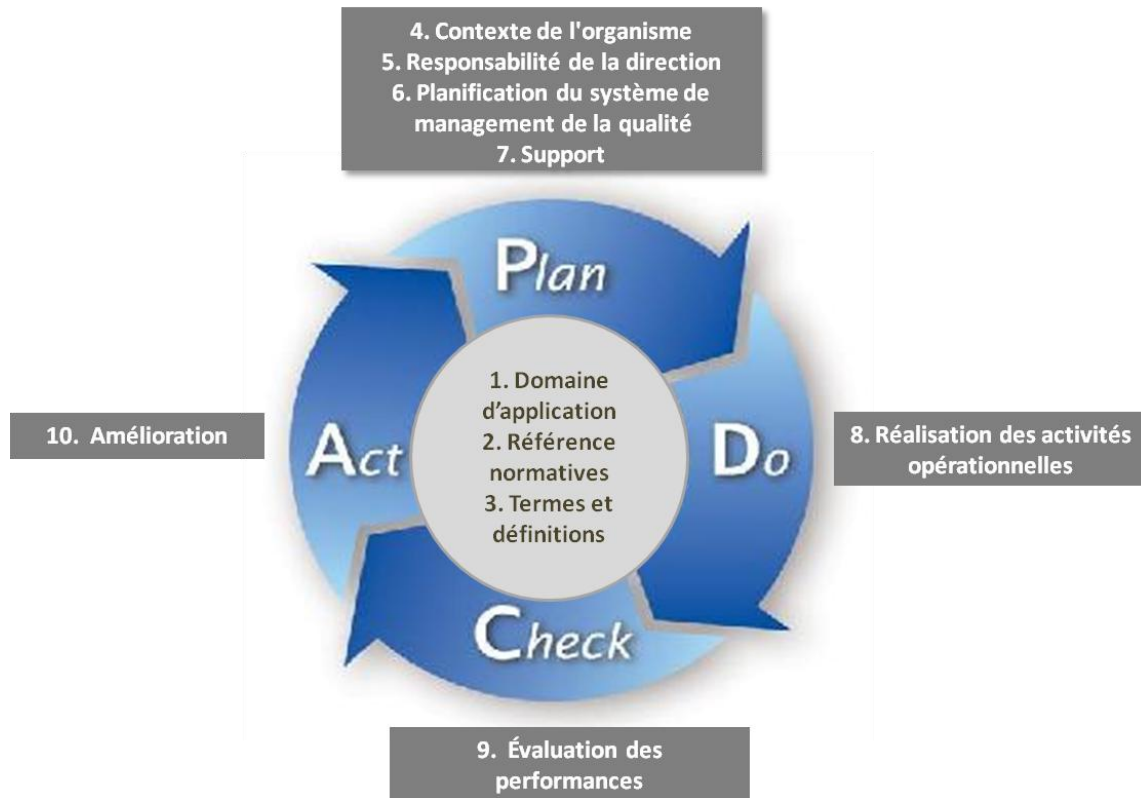 4. Contexte de l'organisme
5. Responsabilité de la direction
6. Planification du système de
management de la qualité
7. Support
Plan
1. Domaine
d'application
2. Référence
normatives
3. Termes et
définitions
10. Amélioration
Act
Do
8. Réalisation des activités
opérationnelles
Check
9. Évaluation des
performances